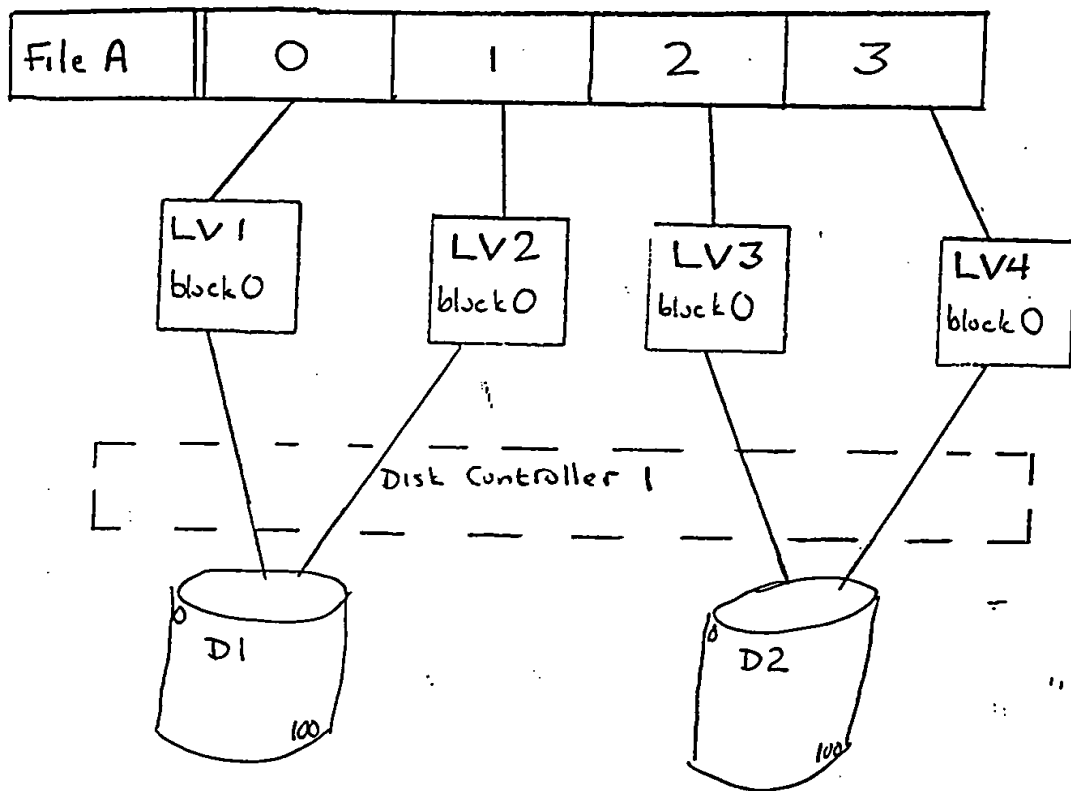 File A 0 1 2 3
LV1
block 0
LV2
block 0
LV3
block 0
LV4
block 0
Disk Controller 1
0
D1
100
0
D2
100